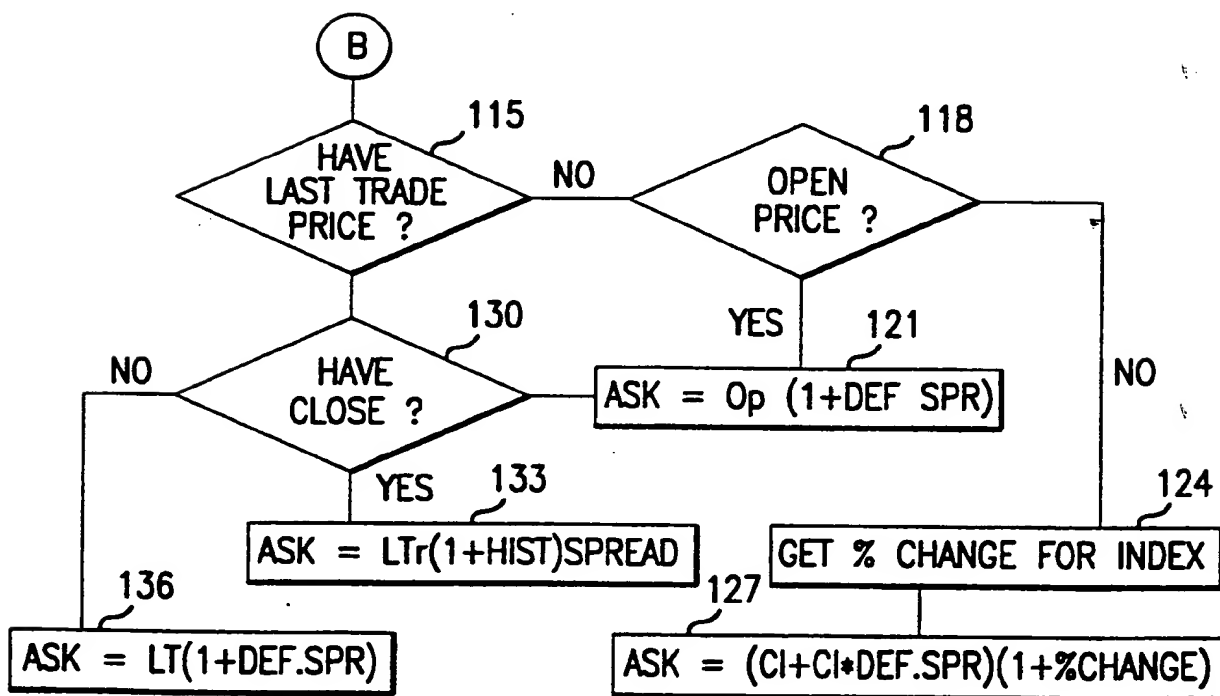 B
115
HAVE
LAST TRADE
PRICE ?
NO
118
OPEN
PRICE ?
YES
NO
130
HAVE
CLOSE ?
NO
YES
121
ASK = Op (1+DEF SPR)
133
ASK = LTr(1+HIST)SPREAD
124
GET % CHANGE FOR INDEX
136
ASK = LT(1+DEF.SPR)
127
ASK = (Cl+Cl*DEF.SPR)(1+%CHANGE)